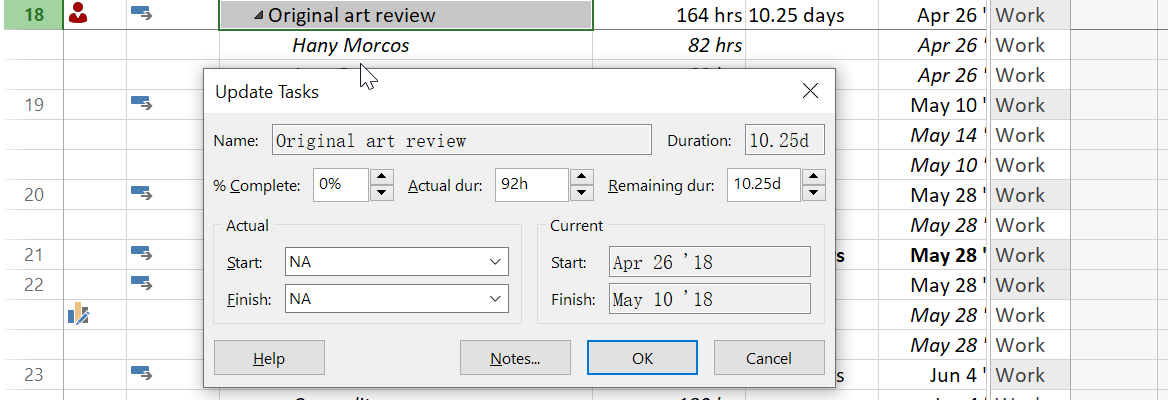 18 Original art review 164 hrs 10.25 days Apr 26 ' Work
Hany Morcos 82 hrs Apr 26 ' Work
Apr 26 ' Work
Update Tasks
19 May 10 ' Work
Name: Original art review Duration: 10.25d May 14 ' Work
May 10 ' Work
% Complete: 0% Actual dur: 92h Remaining dur: 10.25d
20 May 28 ' Work
Actual Current May 28 ' Work
21 s May 28 ' Work
Start: NA Start: Apr 26 '18
22 May 28 ' Work
Finish: NA Finish: May 10 '18
May 28 ' Work
May 28 ' Work
Help Notes... OK Cancel
23 s Jun 4 ' Work